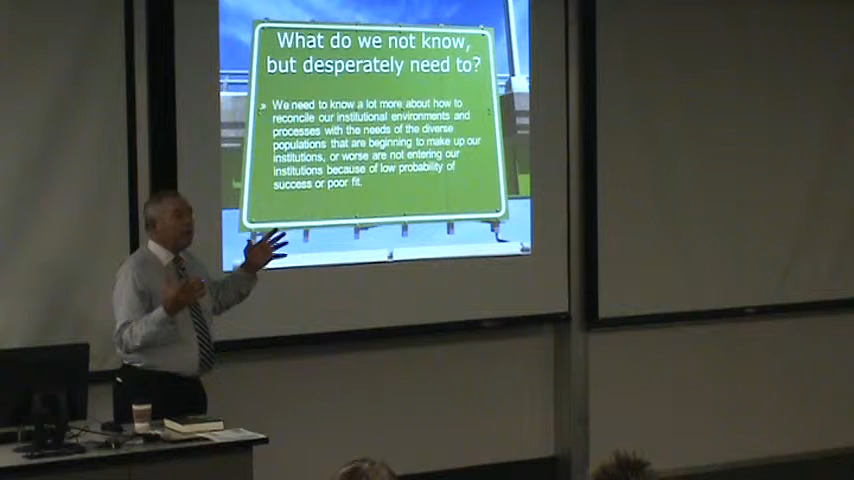 What do we not know,
but desperately need to?
» We need to know a lot more about how to
reconcile our institutional environments and
processes with the needs of the diverse
populations that are beginning to make up our
institutions, or worse are not entering our
institutions because of low probability of
success or poor fit.